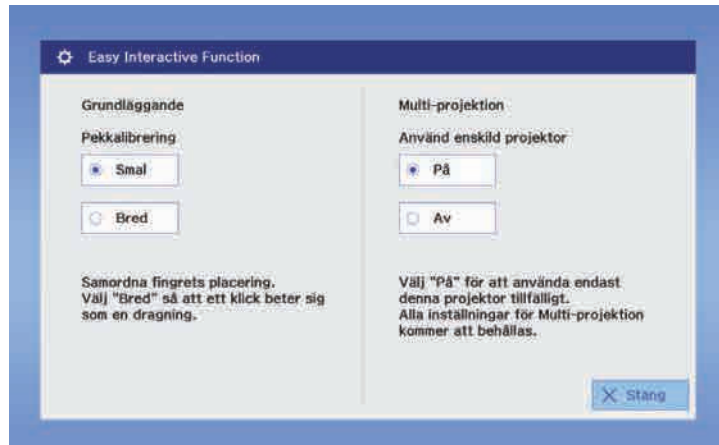 Easy Interactive Function
Grundläggande
Pekkalibrering
Smal
Bred
Samordna fingrets placering.
Välj "Bred" så att ett klick beter sig
som en dragning.
Multi-projektion
Använd enskild projektor
På
Av
Välj "På" för att använda endast
denna projektor tillfälligt.
Alla inställningar för Multi-projektion
kommer att behållas.
Stäng